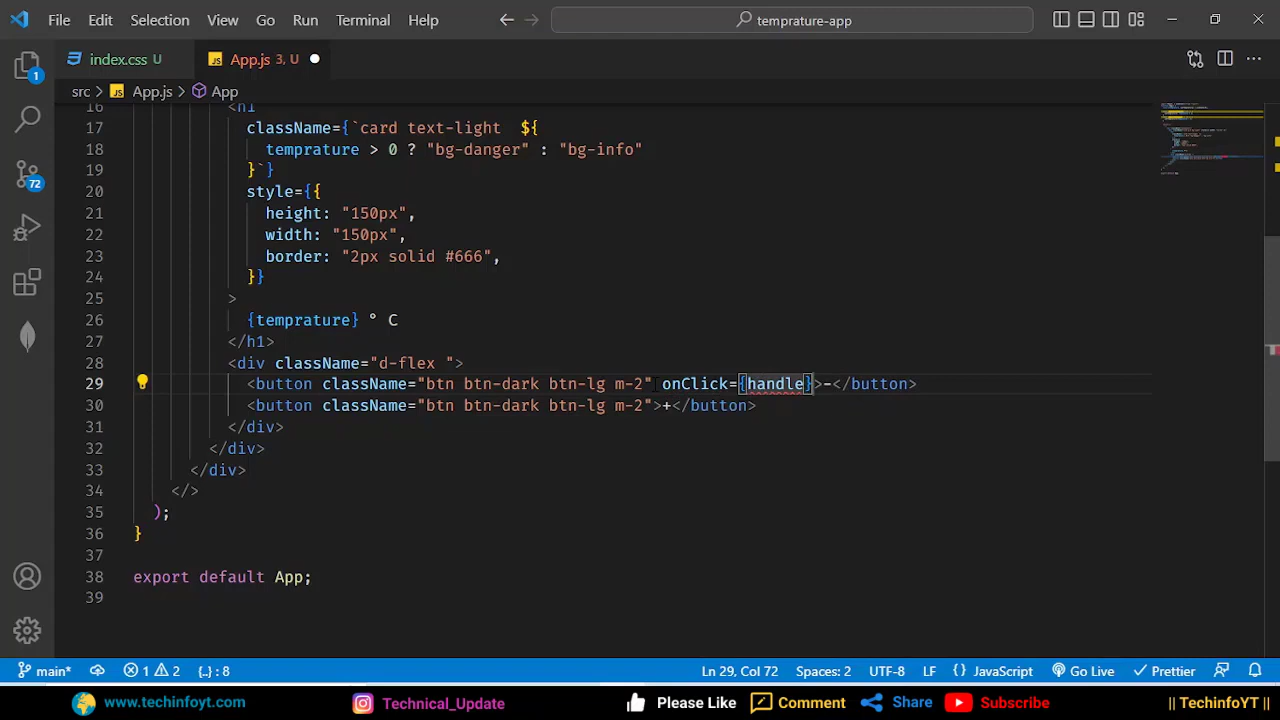 File Edit Selection View Go Run Terminal Help temprature-app
index.css U App.js 3, U
src > App.js > App
16 <h1
17 className={`card text-light ${
18 temprature > 0 ? "bg-danger" : "bg-info"
19 }`}
20 style={{
21 height: "150px",
22 width: "150px",
23 border: "2px solid #666",
24 }}
25 >
26 {temprature} ° C
27 </h1>
28 <div className="d-flex ">
29 <button className="btn btn-dark btn-lg m-2" onClick={handle}>-</button>
30 <button className="btn btn-dark btn-lg m-2">+</button>
31 </div>
32 </div>
33 </div>
34 </>
35 );
36 }
37
38 export default App;
39
1
72
main* 1 2 {..} : 8 Ln 29, Col 72 Spaces: 2 UTF-8 LF {} JavaScript Go Live Prettier
www.techinfoyt.com Technical_Update Please Like Comment Share Subscribe || TechinfoYT ||